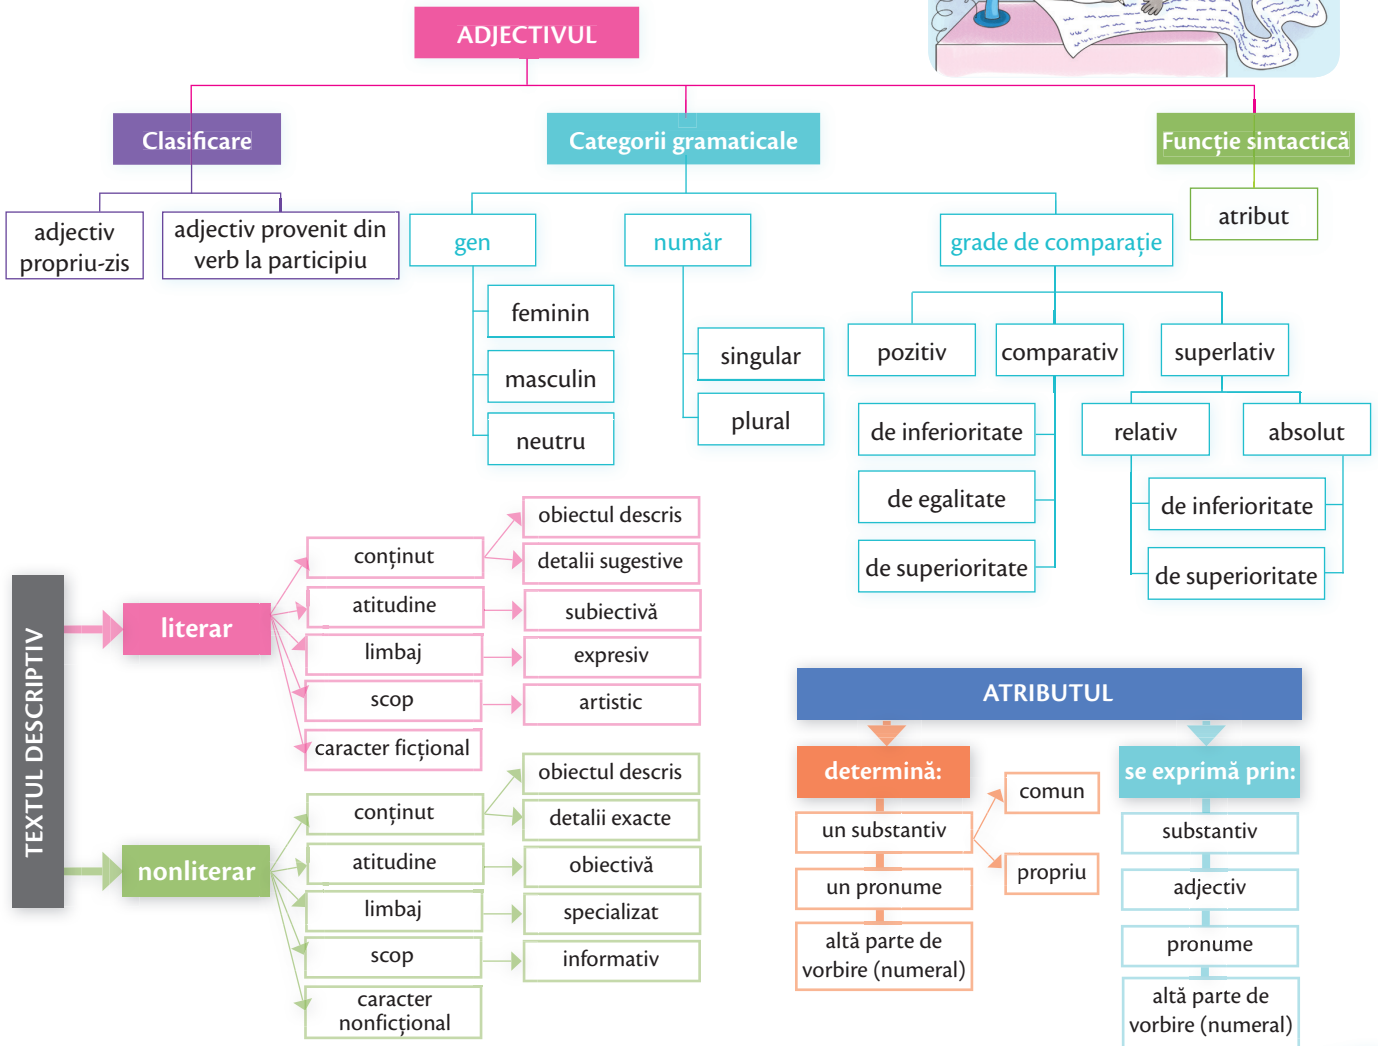 ADJECTIVUL
Clasificare
adjectiv
propriu-zis
adjectiv provenit din
verb la participiu
Categorii gramaticale
gen
feminin
masculin
neutru
număr
singular
plural
grade de comparație
pozitiv
comparativ
de inferioritate
de egalitate
de superioritate
superlativ
relativ
absolut
de inferioritate
de superioritate
Funcție sintactică
atribut
TEXTUL DESCRIPTIV
literar
conținut
obiectul descris
detalii sugestive
atitudine
subiectivă
limbaj
expresiv
scop
artistic
caracter ficțional
nonliterar
conținut
obiectul descris
detalii exacte
atitudine
obiectivă
limbaj
specializat
scop
informativ
caracter
nonficțional
ATRIBUTUL
determină:
un substantiv
comun
propriu
un pronume
altă parte de
vorbire (numeral)
se exprimă prin:
substantiv
adjectiv
pronume
altă parte de
vorbire (numeral)